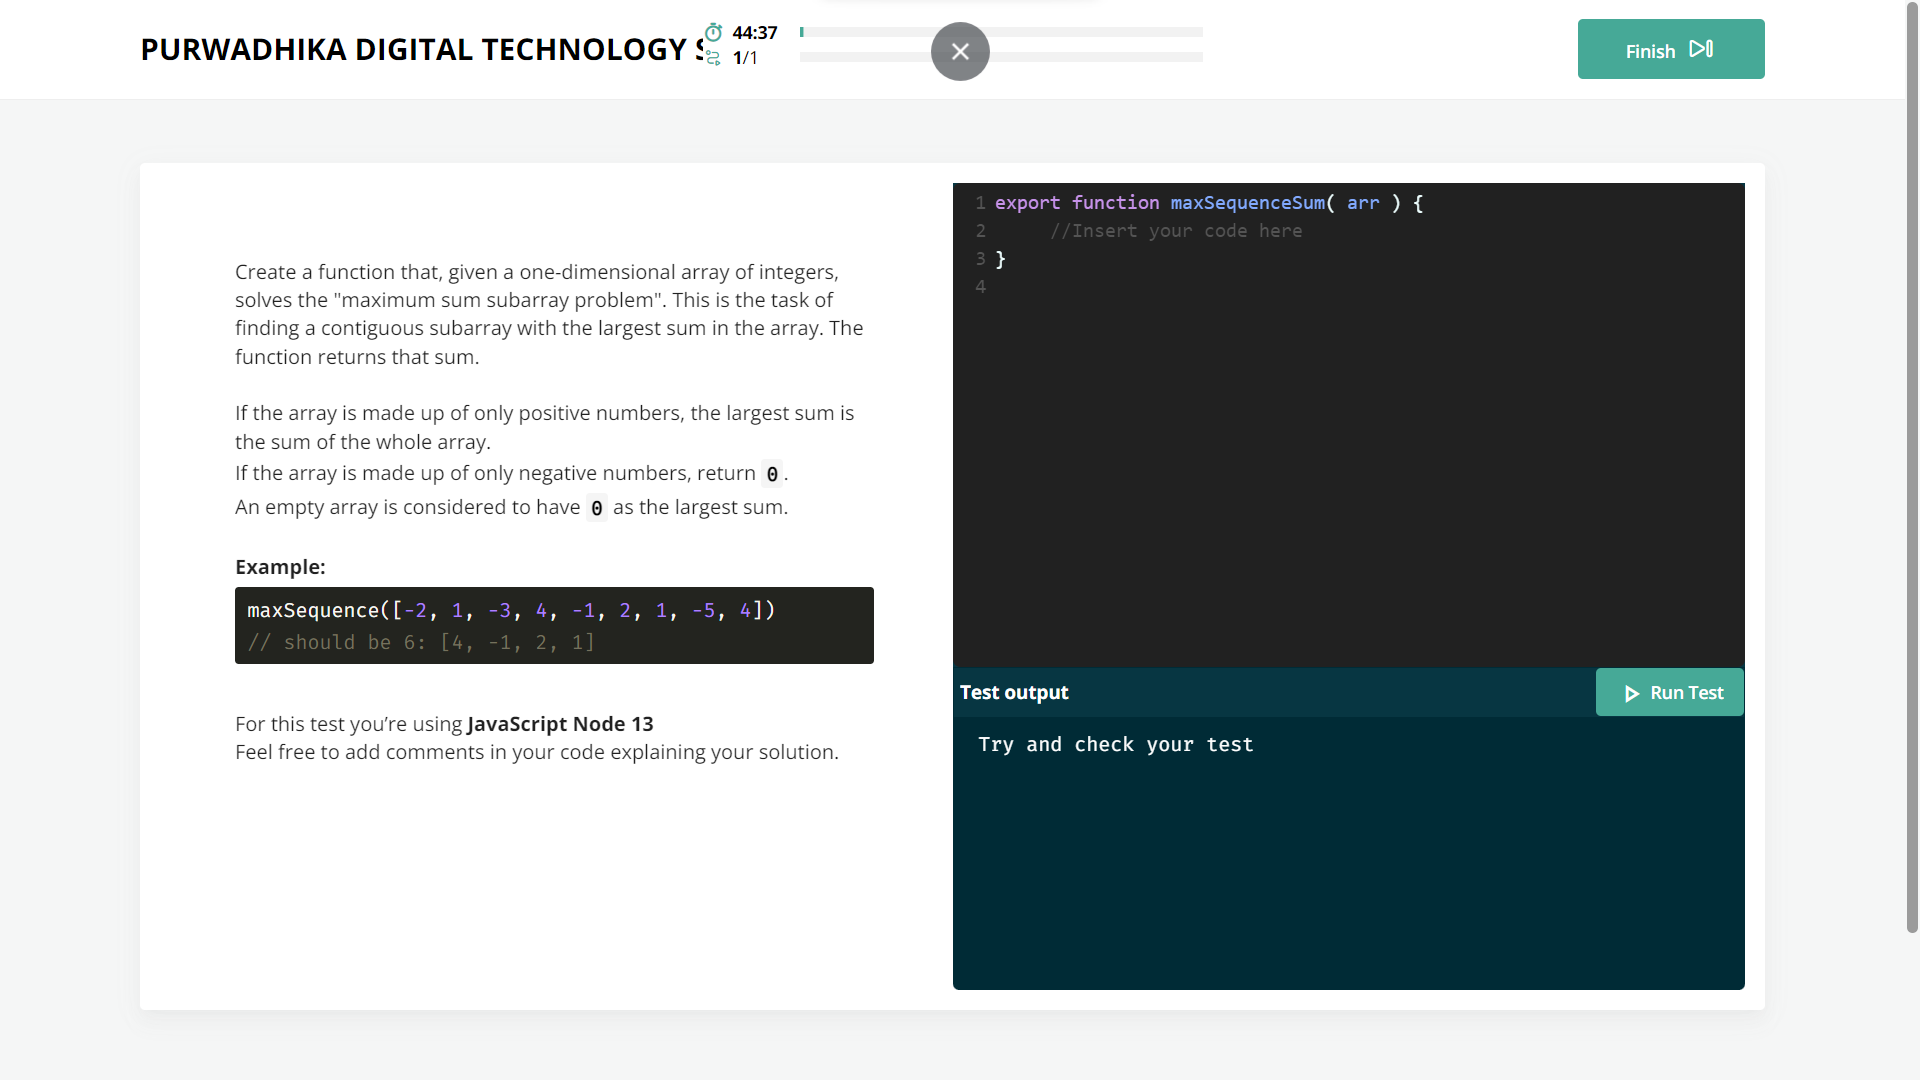 PURWADHIKA DIGITAL TECHNOLOGY
44:37
1/1
Finish
Create a function that, given a one-dimensional array of integers,
solves the "maximum sum subarray problem". This is the task of
finding a contiguous subarray with the largest sum in the array. The
function returns that sum.
If the array is made up of only positive numbers, the largest sum is
the sum of the whole array.
If the array is made up of only negative numbers, return 0.
An empty array is considered to have 0 as the largest sum.
Example:
maxSequence([-2, 1, -3, 4, -1, 2, 1, -5, 4])
// should be 6: [4, -1, 2, 1]
For this test you’re using JavaScript Node 13
Feel free to add comments in your code explaining your solution.
1 export function maxSequenceSum( arr ) {
2 //Insert your code here
3 }
4
Test output
Run Test
Try and check your test